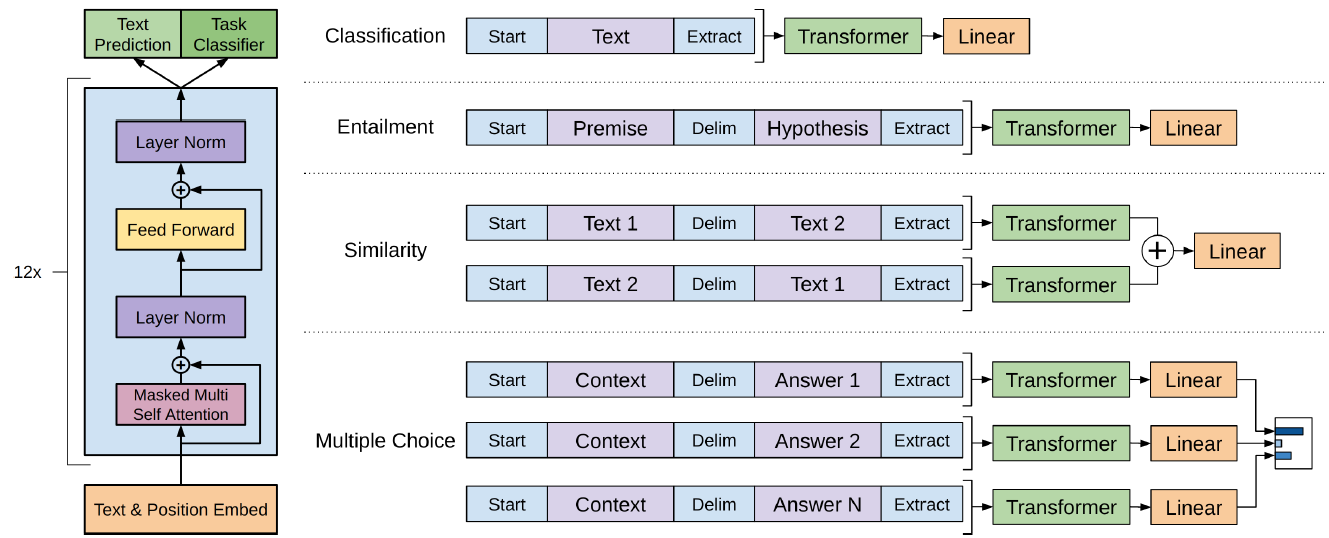 Text
Prediction
Task
Classifier
Layer Norm
Feed Forward
12x
Layer Norm
Masked Multi
Self Attention
Text & Position Embed
Classification
Start Text Extract Transformer Linear
Entailment
Start Premise Delim Hypothesis Extract Transformer Linear
Similarity
Start Text 1 Delim Text 2 Extract Transformer
Linear
Start Text 2 Delim Text 1 Extract Transformer
Multiple Choice
Start Context Delim Answer 1 Extract Transformer Linear
Start Context Delim Answer 2 Extract Transformer Linear
Start Context Delim Answer N Extract Transformer Linear